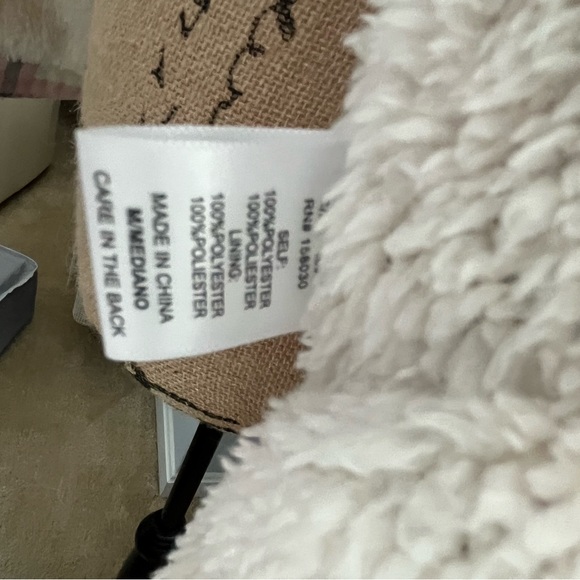 RN# 158030
SELF:
100%POLYESTER
100%POLIESTER
LINING:
100%POLYESTER
100%POLIESTER
MADE IN CHINA
M/MEDIANO
CARE IN THE BACK